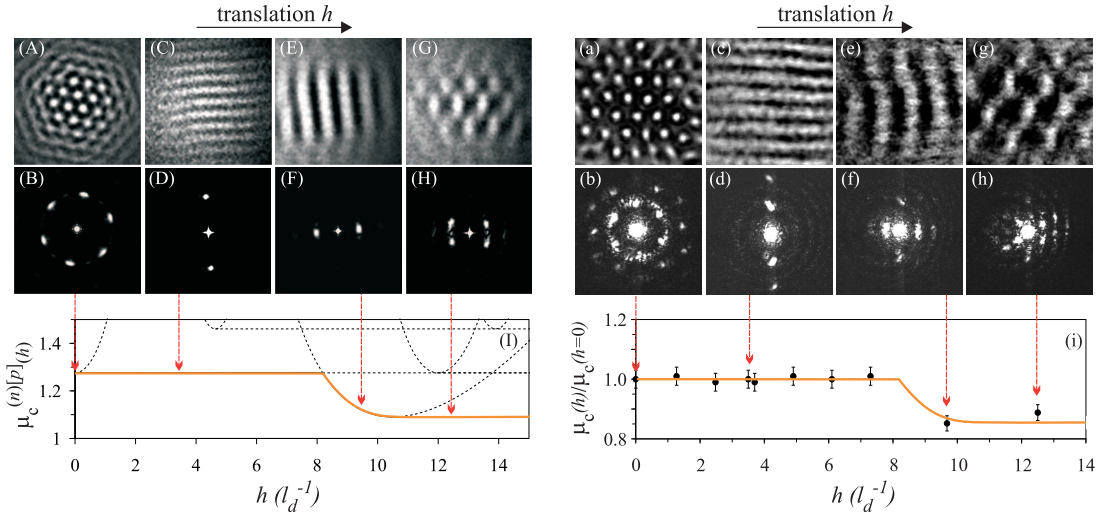 translation h
(A) (C) (E) (G)
(B) (D) (F) (H)
(I)
μc(n)[p](h)
1.4
1.2
1
0 2 4 6 8 10 12 14
h (ld-1)
translation h
(a) (c) (e) (g)
(b) (d) (f) (h)
(i)
μc(h)/μc(h=0)
1.2
1.0
0.8
0 2 4 6 8 10 12 14
h (ld-1)